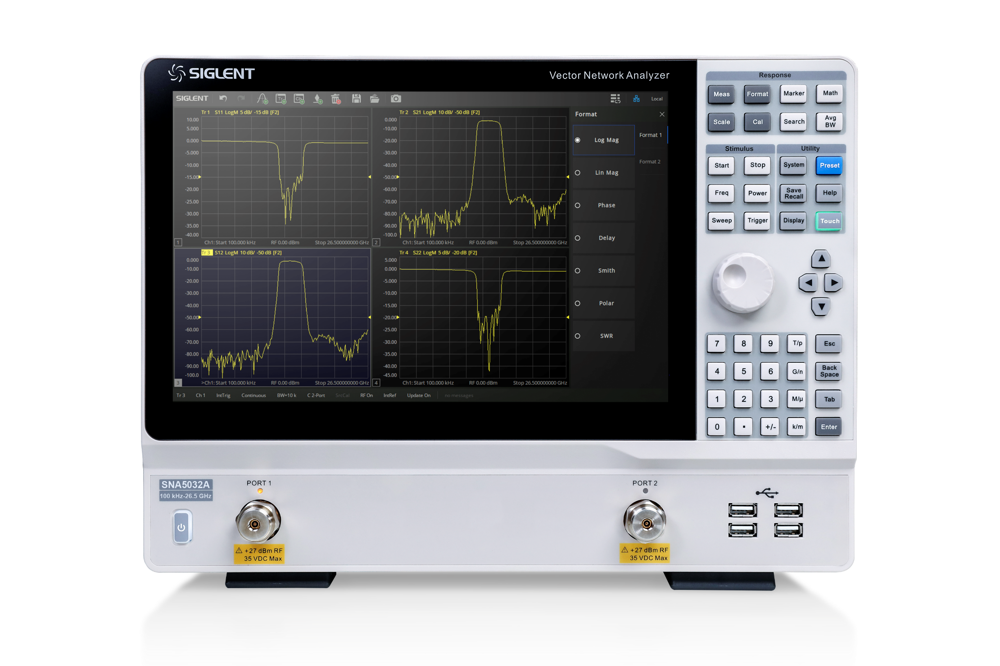 SIGLENT
Vector Network Analyzer
SIGLENT
Tr
Ch
Local
Tr 1 S11 LogM 5 dB/ -15 dB [F2]
10.00
5.000
0.000
-5.000
-10.00
-15.00
-20.00
-25.00
-30.00
-35.00
-40.00
1
Ch1: Start 100.000 kHz RF 0.00 dBm Stop 26.500000000 GHz
Tr 2 S21 LogM 10 dB/ -50 dB [F2]
0.000
-10.00
-20.00
-30.00
-40.00
-50.00
-60.00
-70.00
-80.00
-90.00
-100.0
2
Ch1: Start 100.000 kHz RF 0.00 dBm Stop 26.500000000 GHz
Tr 3 S12 LogM 10 dB/ -50 dB [F2]
0.000
-10.00
-20.00
-30.00
-40.00
-50.00
-60.00
-70.00
-80.00
-90.00
-100.0
3
>Ch1: Start 100.000 kHz RF 0.00 dBm Stop 26.500000000 GHz
Tr 4 S22 LogM 5 dB/ -20 dB [F2]
5.000
0.000
-5.000
-10.00
-15.00
-20.00
-25.00
-30.00
-35.00
-40.00
-45.00
4
Ch1: Start 100.000 kHz RF 0.00 dBm Stop 26.500000000 GHz
Format
Log Mag
Lin Mag
Phase
Delay
Smith
Polar
SWR
Format 1
Format 2
Tr 3 Ch 1 IntTrig Continuous BW=10 k C 2-Port SrcCal RF On IntRef Update On no messages
Response
Meas Format Marker Math
Scale Cal Search Avg BW
Stimulus
Start Stop
Freq Power
Sweep Trigger
Utility
System Preset
Save Recall Help
Display Touch
7 8 9 T/p Esc
4 5 6 G/n Back Space
1 2 3 M/μ Tab
0 . +/- k/m Enter
SNA5032A
100 kHz-26.5 GHz
PORT 1
+27 dBm RF
35 VDC Max
PORT 2
+27 dBm RF
35 VDC Max